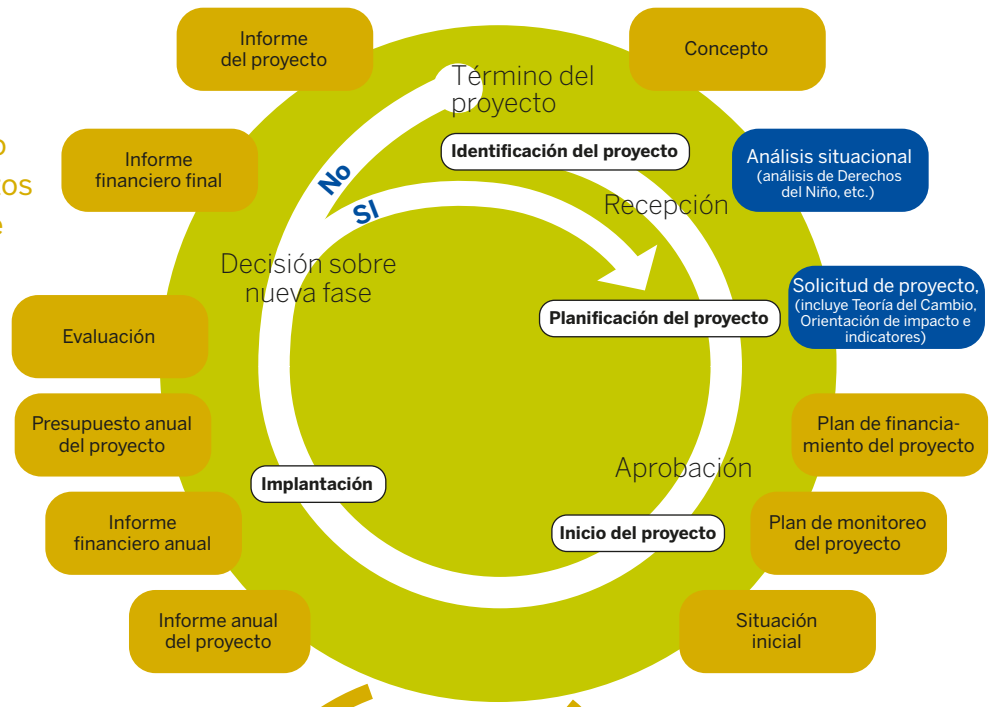 Informe
del proyecto
Concepto
Término del
proyecto
Identificación del proyecto
Informe
financiero final
No
SI
Recepción
Análisis situacional
(análisis de Derechos
del Niño, etc.)
Decisión sobre
nueva fase
Planificación del proyecto
Solicitud de proyecto,
(incluye Teoría del Cambio,
Orientación de impacto e
indicatores)
Evaluación
Presupuesto anual
del proyecto
Plan de financia-
miento del proyecto
Implantación
Aprobación
Inicio del proyecto
Informe
financiero anual
Plan de monitoreo
del proyecto
Informe anual
del proyecto
Situación
inicial